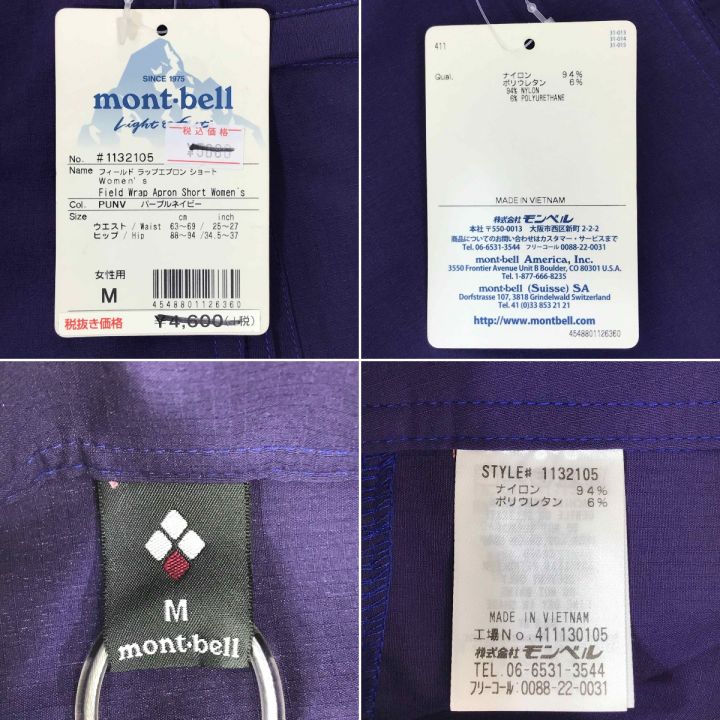 SINCE 1975
mont·bell
Light & Fast
税込価格
No. #1132105
Name フィールド ラップエプロン ショート
Women's
Field Wrap Apron Short Women's
Col. PUNV パープルネイビー
Size cm inch
ウエスト / Waist 63~69 / 25~27
ヒップ / Hip 88~94 /34.5~37
女性用
M
4548801126360
税抜き価格 ¥4,600(+税)
31-013
31-014
31-015
411
Qual. ナイロン 94%
ポリウレタン 6%
94% NYLON
6% POLYURETHANE
MADE IN VIETNAM
株式会社モンベル
本社 〒550-0013 大阪市西区新町 2-2-2
商品についてのお問い合わせはカスタマー・サービスまで
Tel. 06-6531-3544 フリーコール 0088-22-0031
mont-bell America, Inc.
3550 Frontier Avenue Unit B Boulder, CO 80301 U.S.A.
Tel. 1-877-666-8235
mont-bell (Suisse) SA
Dorfstrasse 107, 3818 Grindelwald Switzerland
Tel. 41 (0)33 853 21 21
http://www.montbell.com
4548801126360
M
mont-bell
STYLE# 1132105
ナイロン 94%
ポリウレタン 6%
MADE IN VIETNAM
工場No. 411130105
株式会社モンベル
TEL. 06-6531-3544
フリーコール:0088-22-0031